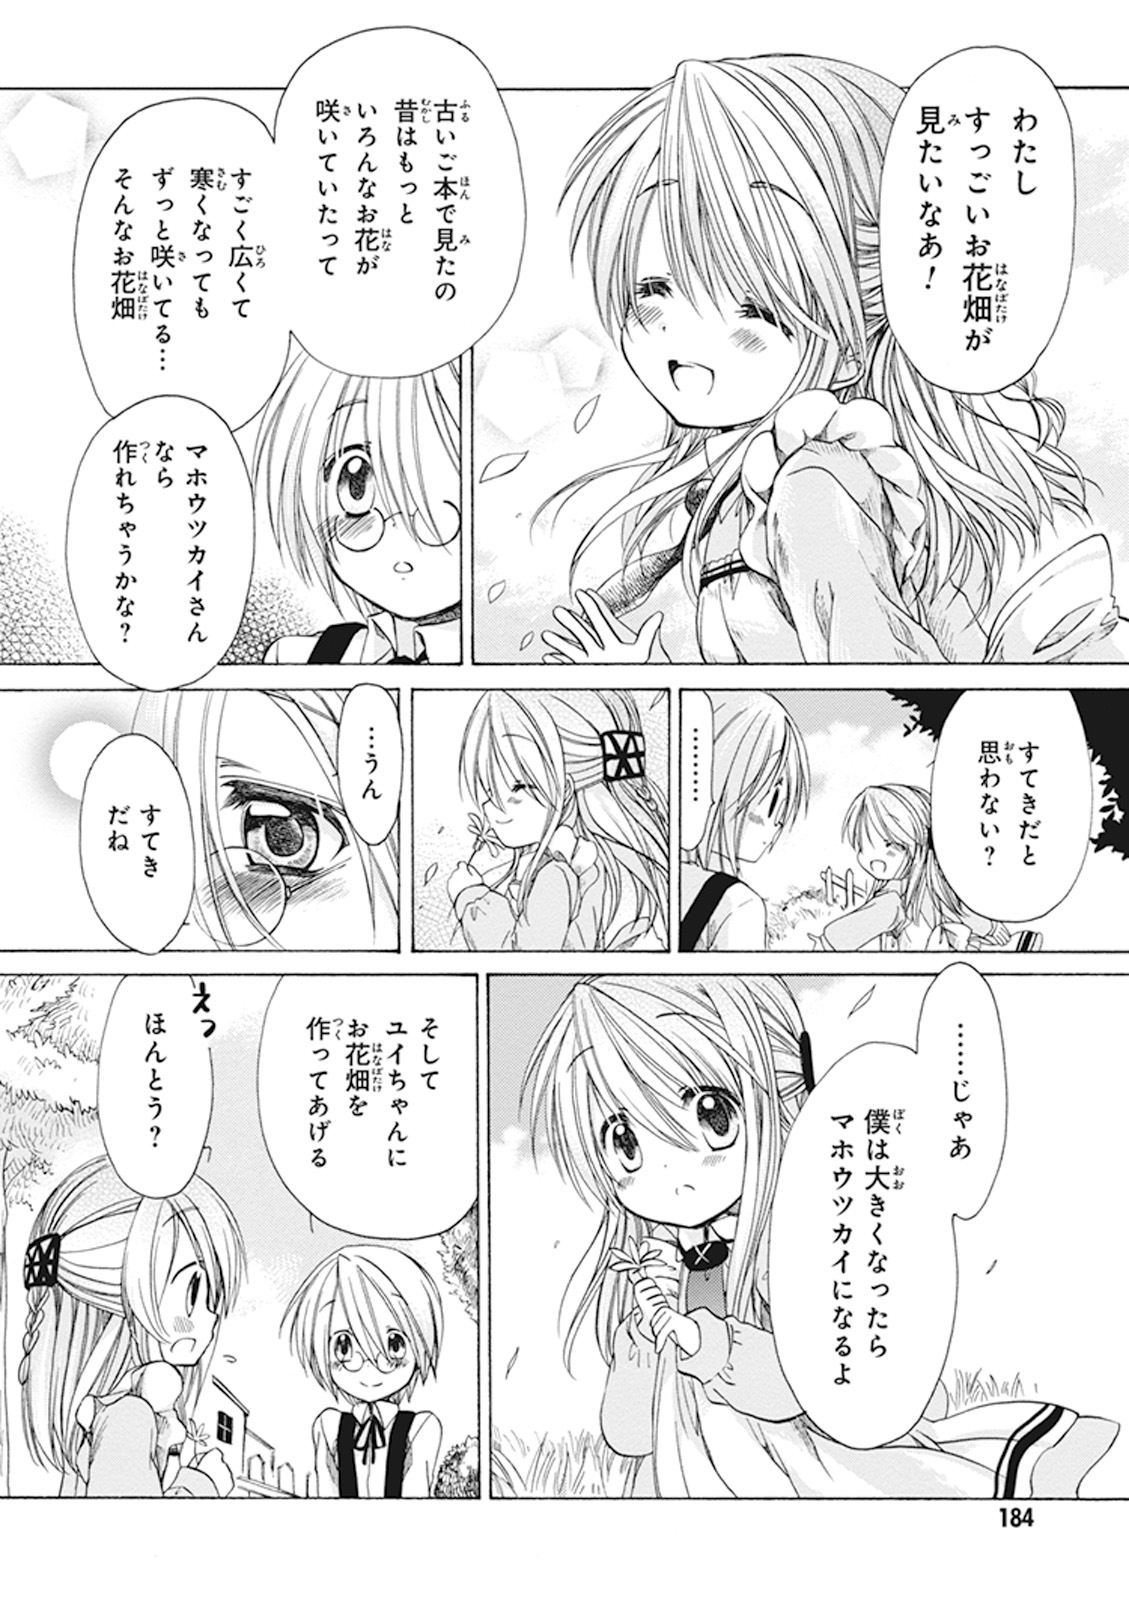 わたし
すっごいお花畑が
見たいなあ！
古いご本で見たの
昔はもっと
いろんなお花が
咲いていたって
すごく広くて
寒くなっても
ずっと咲いてる…
そんなお花畑
マホウツカイさん
なら
作れちゃうかな？
すてきだと
思わない？
………
…うん
すてき
だね
……じゃあ
僕は大きくなったら
マホウツカイになるよ
そして
ユイちゃんに
お花畑を
作ってあげる
えっ
ほんとう？
184